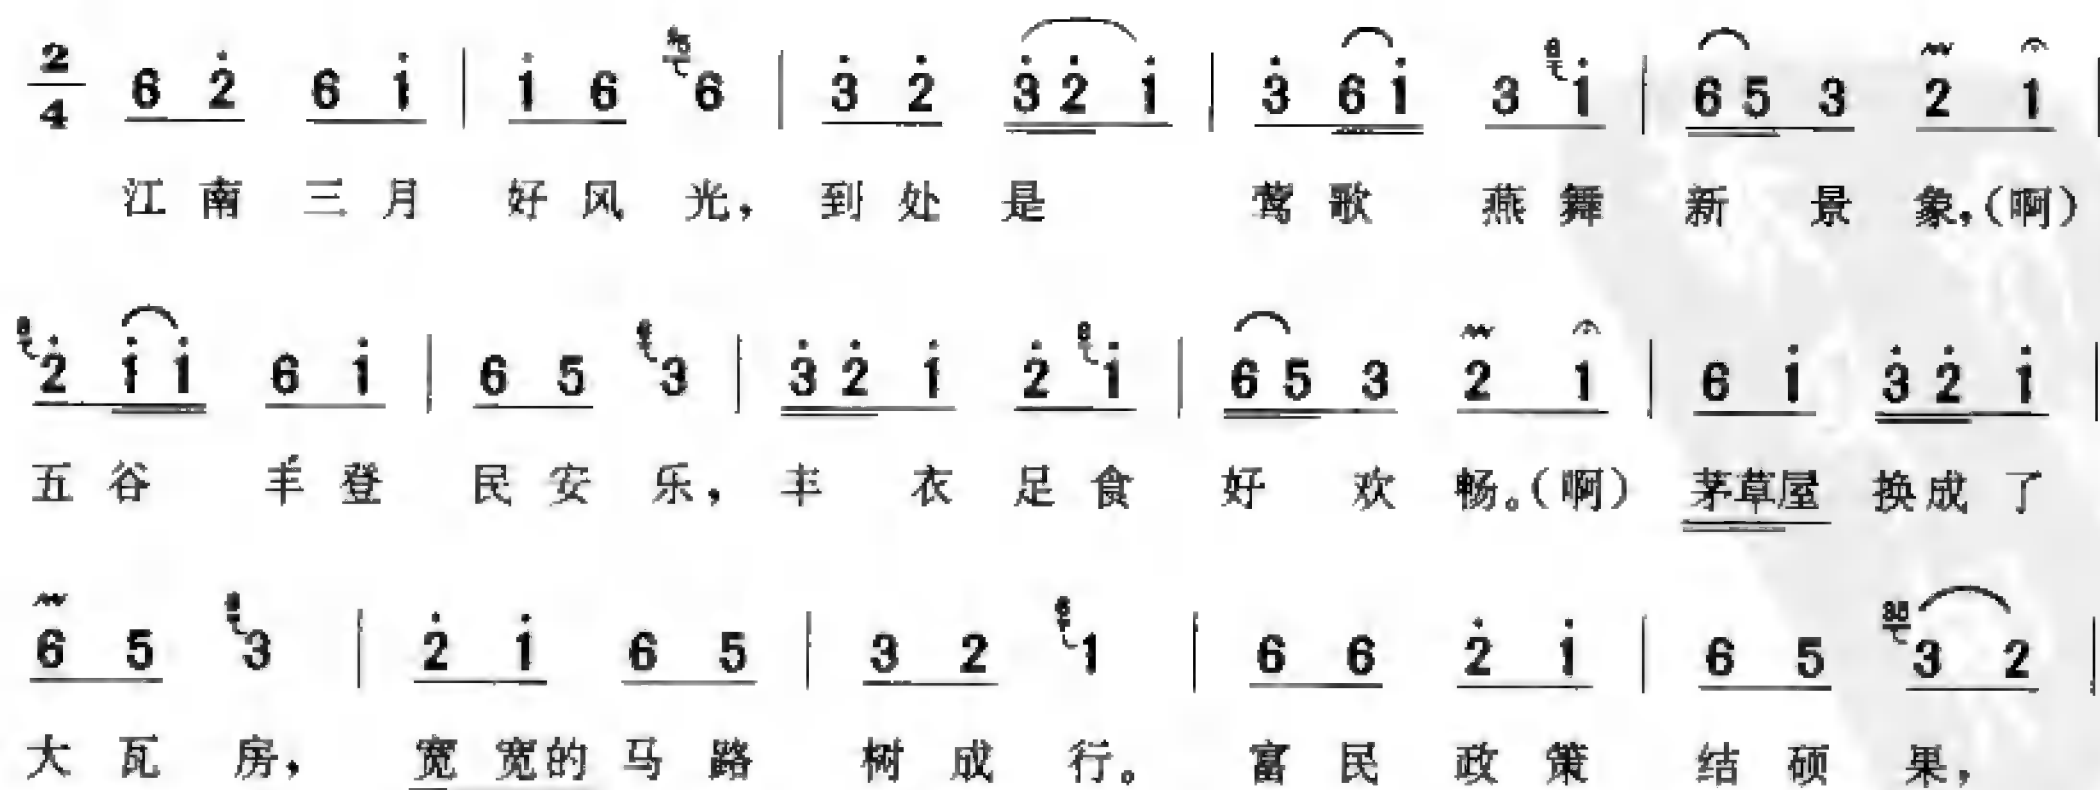 2/4 6 2̇ 6 1̇ | 1̇ 6 6 | 3̇ 2̇ 3̇ 2̇ 1̇ | 3̇ 6 1̇ 3 1̇ | 6 5 3 2 1 |
江南 三月 好风 光，到处 是 莺歌 燕舞 新 景 象，（啊）
2̇ 1̇ 1̇ 6 1̇ | 6 5 3 | 3̇ 2̇ 1̇ 2̇ 1̇ | 6 5 3 2 1 | 6 1̇ 3̇ 2̇ 1̇ |
五谷 丰登 民安 乐，丰 衣 足食 好 欢 畅。（啊） 茅草屋 换成了
6 5 3 | 2̇ 1̇ 6 5 | 3 2 1 | 6 6 2̇ 1̇ | 6 5 3 2 |
大瓦 房， 宽宽的 马路 树成 行。 富民 政策 结硕 果，